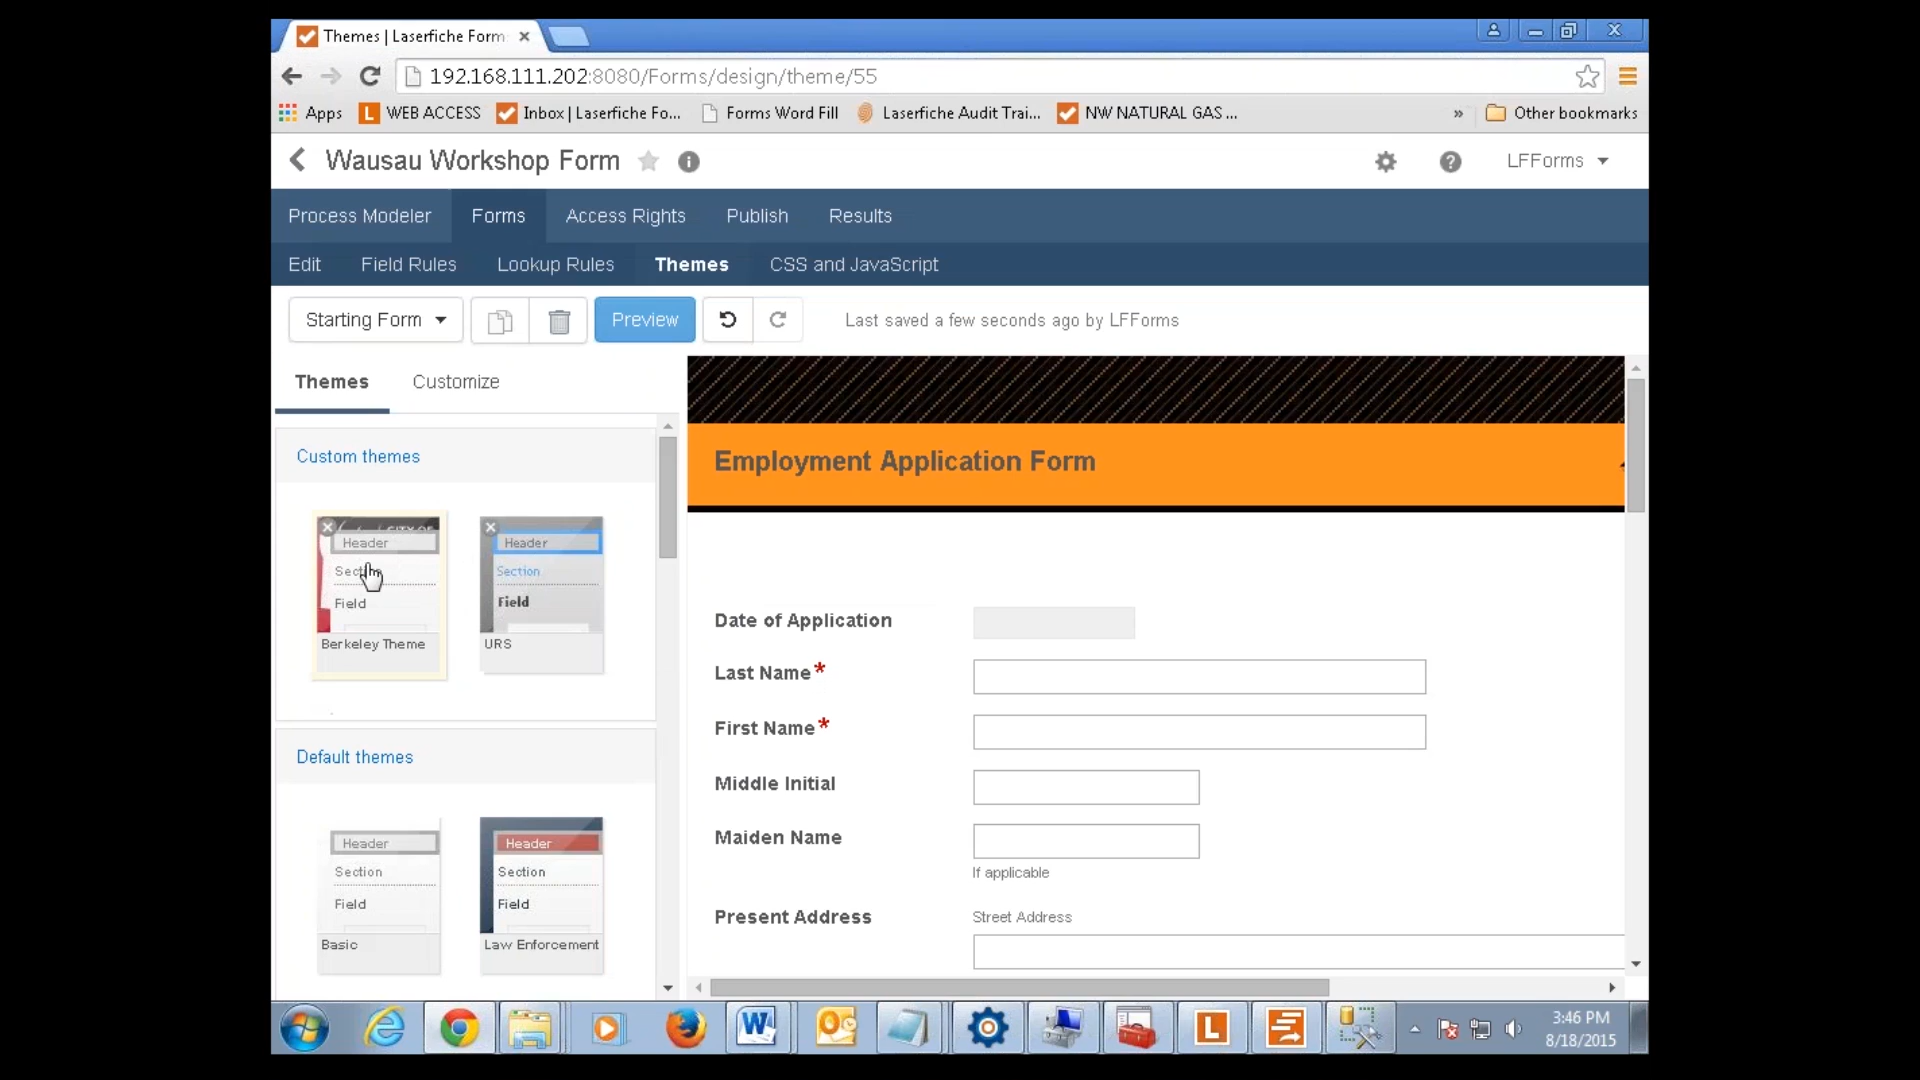 Themes | Laserfiche Form
192.168.111.202:8080/Forms/design/theme/55
Apps WEB ACCESS Inbox | Laserfiche Fo... Forms Word Fill Laserfiche Audit Trai... NW NATURAL GAS ... » Other bookmarks
Wausau Workshop Form LFForms
Process Modeler Forms Access Rights Publish Results
Edit Field Rules Lookup Rules Themes CSS and JavaScript
Starting Form Preview Last saved a few seconds ago by LFForms
Themes Customize
Custom themes
Header
Field
Berkeley Theme
Header
Section
Field
URS
Default themes
Header
Section
Field
Basic
Header
Section
Field
Law Enforcement
Employment Application Form
Date of Application
Last Name*
First Name*
Middle Initial
Maiden Name
If applicable
Present Address
Street Address
3:46 PM
8/18/2015